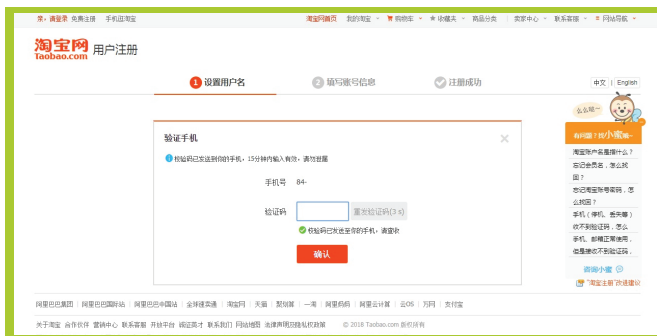 亲，请登录 免费注册 手机逛淘宝
淘宝网首页 我的淘宝 购物车 收藏夹 商品分类 卖家中心 联系客服 网站导航
淘宝网
Taobao.com
用户注册
1 设置用户名
2 填写账号信息
注册成功
中文 | English
么么哒~
有问题？找小蜜哦~
验证手机
校验码已发送到你的手机，15分钟内输入有效，请勿泄露
手机号 84-
验证码
重发验证码(3 s)
校验码已发送至你的手机，请查收
确认
淘宝账户名是指什么？
忘记会员名，怎么找
回？
忘记淘宝账号密码，怎
么找回？
手机（停机、丢失等）
收不到验证码，怎么
手机、邮箱正常使用，
但是接收不到验证码，
咨询小蜜
"淘宝注册"改进建议
阿里巴巴集团 | 阿里巴巴国际站 | 阿里巴巴中国站 | 全球速卖通 | 淘宝网 | 天猫 | 聚划算 | 一淘 | 阿里妈妈 | 阿里云计算 | 云OS | 万网 | 支付宝
关于淘宝 合作伙伴 营销中心 联系客服 开放平台 诚征英才 联系我们 网站地图 法律声明及隐私权政策 © 2018 Taobao.com 版权所有